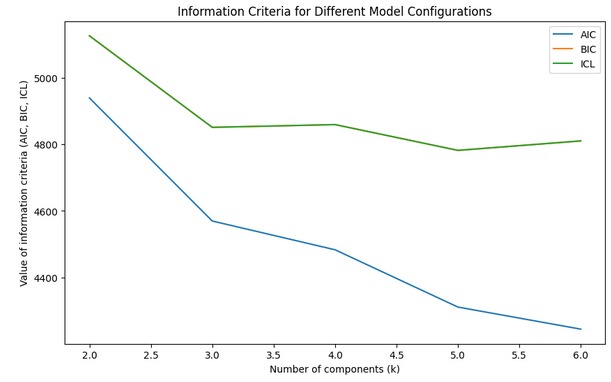 Information Criteria for Different Model Configurations
AIC
BIC
ICL
Value of information criteria (AIC, BIC, ICL)
5000
4800
4600
4400
2.0 2.5 3.0 3.5 4.0 4.5 5.0 5.5 6.0
Number of components (k)